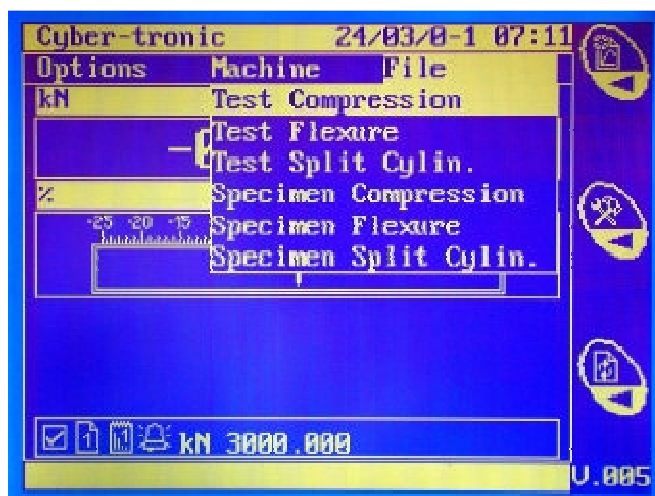 Cyber-tronic 24/03/0-1 07:11
Options Machine File
kN Test Compression
Test Flexure
Test Split Cylin.
% Specimen Compression
-25 -20 -15 Specimen Flexure
Specimen Split Cylin.
kN 3000.000
V.005